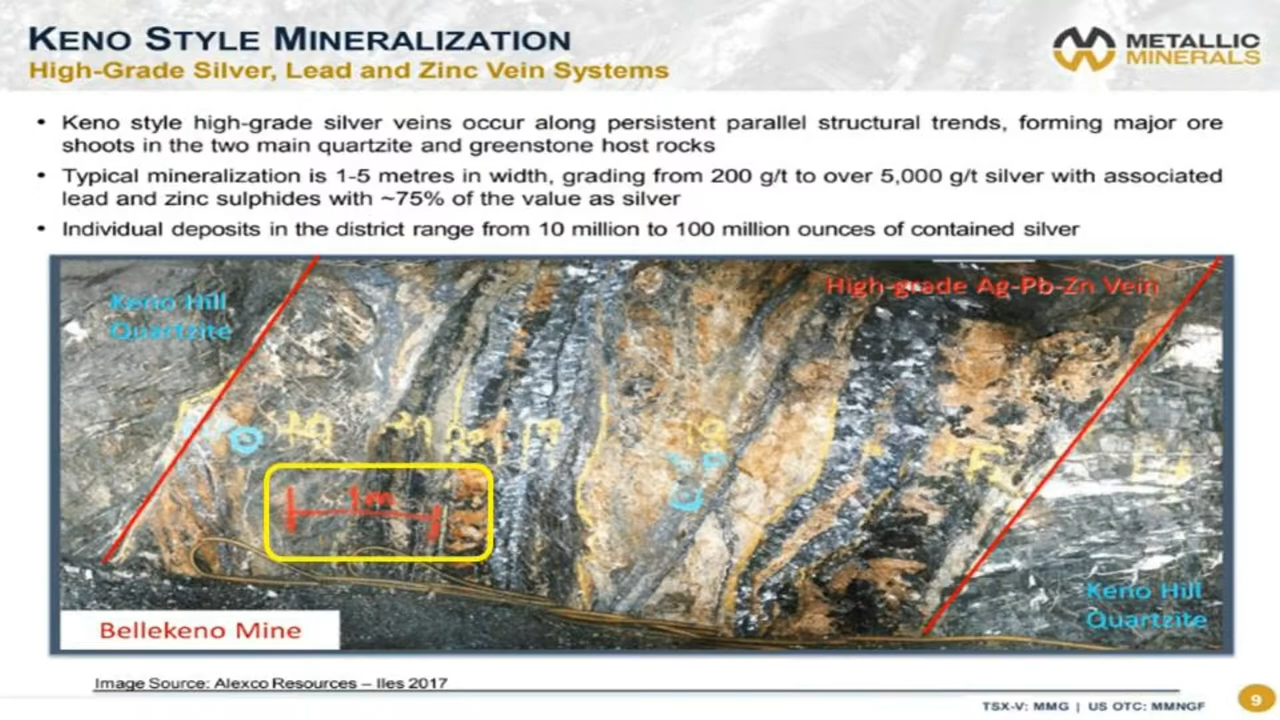 KENO STYLE MINERALIZATION
High-Grade Silver, Lead and Zinc Vein Systems
METALLIC
MINERALS
• Keno style high-grade silver veins occur along persistent parallel structural trends, forming major ore
shoots in the two main quartzite and greenstone host rocks
• Typical mineralization is 1-5 metres in width, grading from 200 g/t to over 5,000 g/t silver with associated
lead and zinc sulphides with ~75% of the value as silver
• Individual deposits in the district range from 10 million to 100 million ounces of contained silver
High-grade Ag-Pb-Zn Vein
Keno Hill
Quartzite
1m
Keno Hill
Quartzite
Bellekeno Mine
Image Source: Alexco Resources – Iles 2017
TSX-V: MMG | US OTC: MMNGF
9